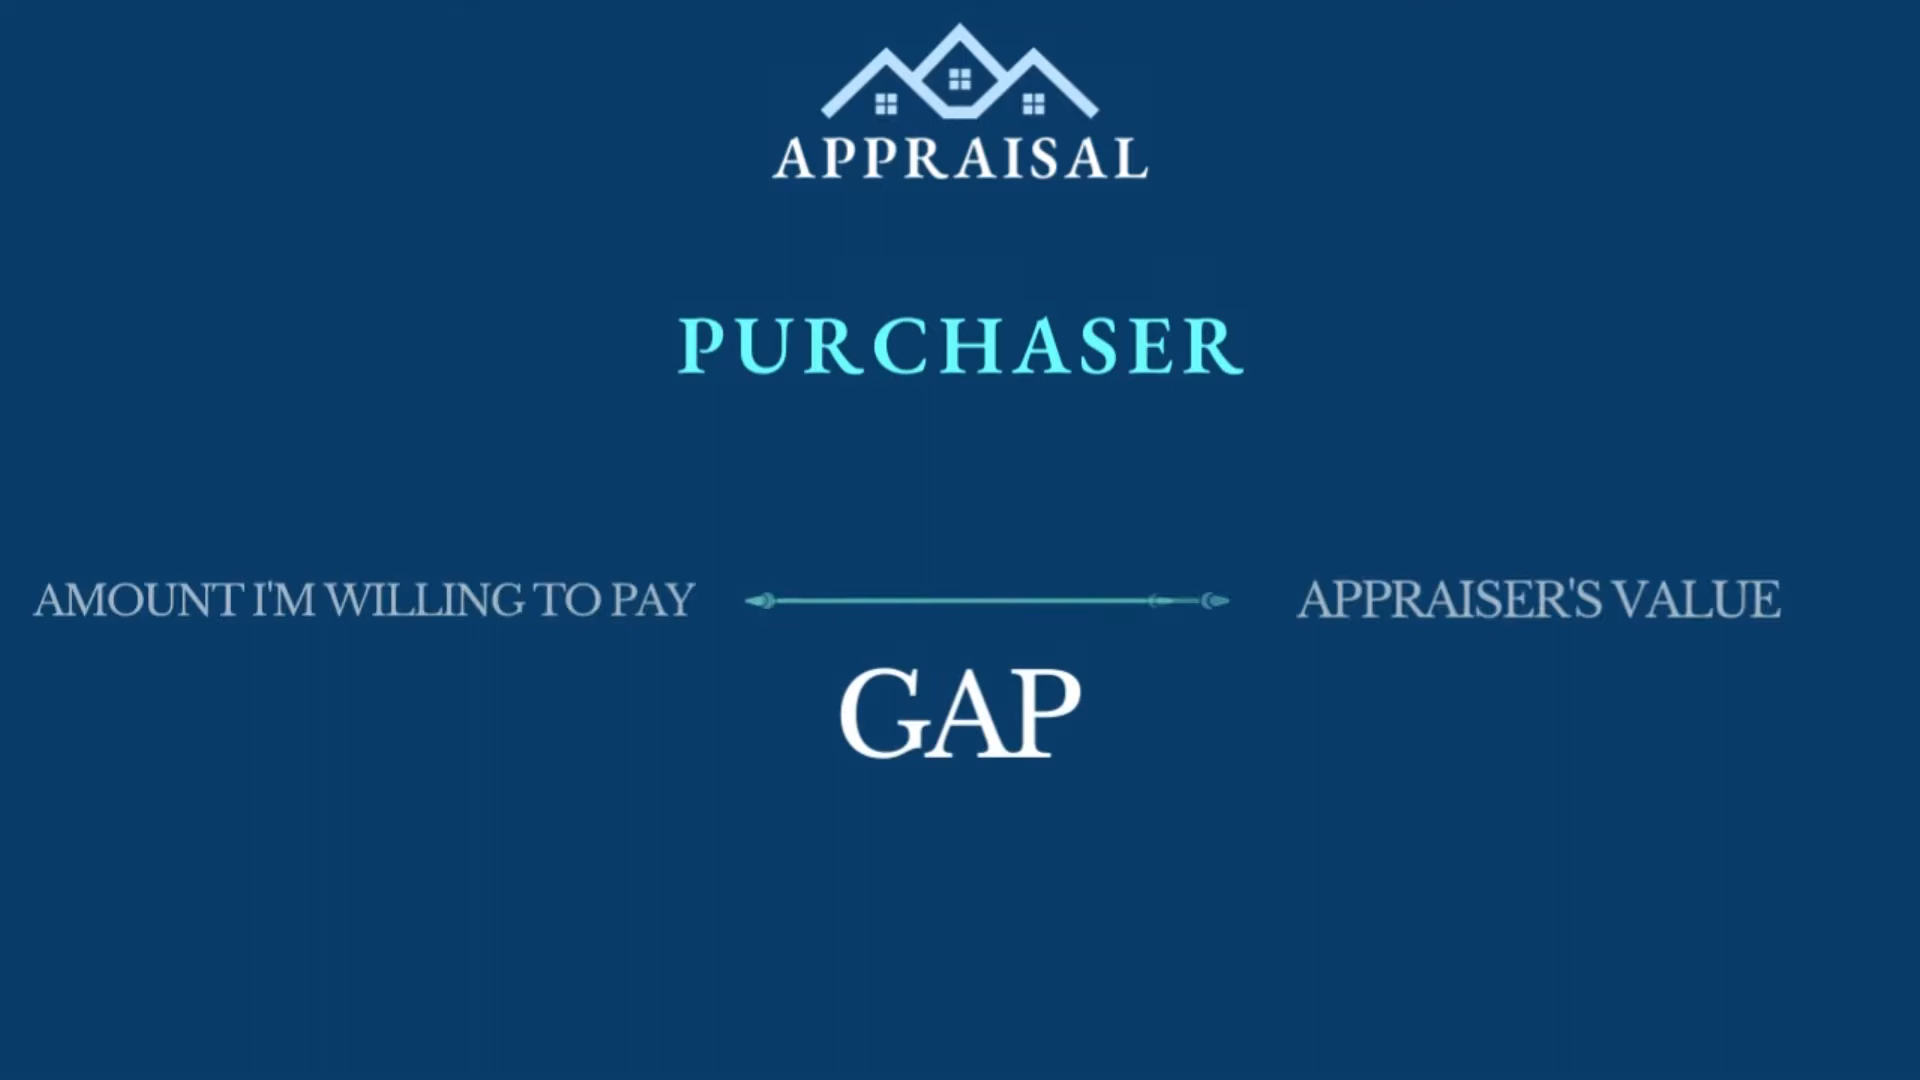 APPRAISAL
PURCHASER
AMOUNT I'M WILLING TO PAY
APPRAISER'S VALUE
GAP